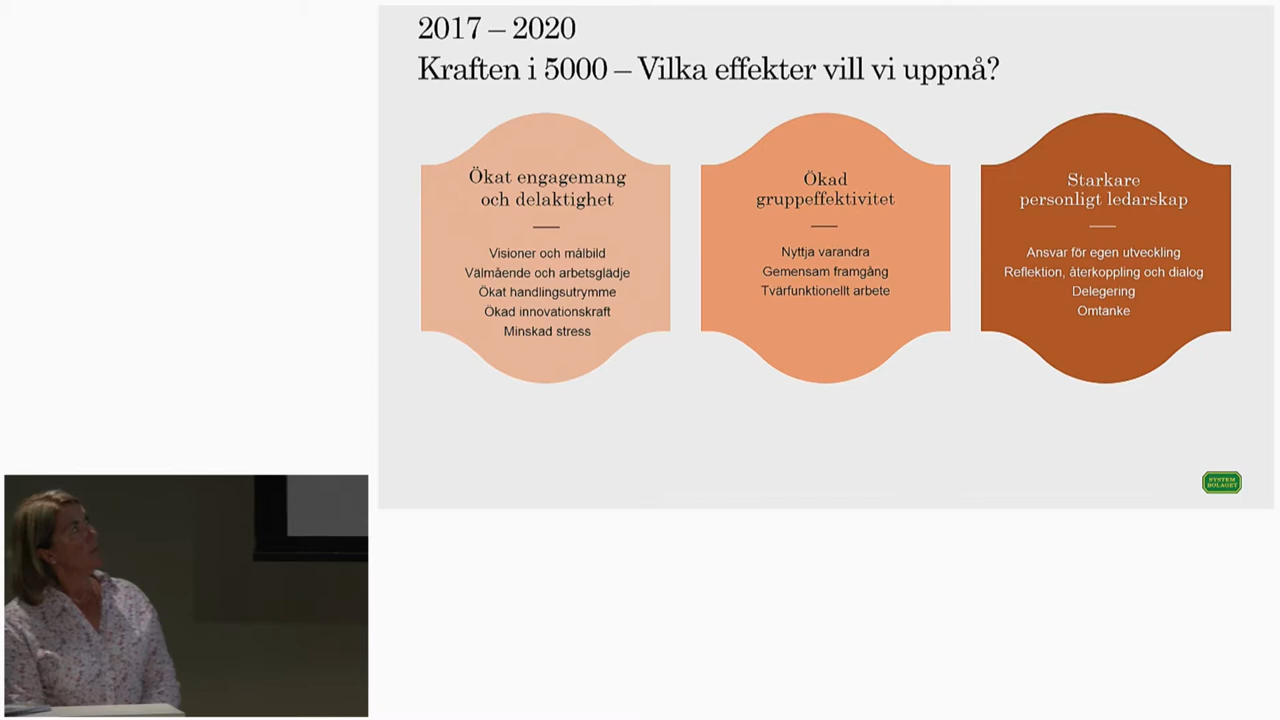 2017 – 2020
Kraften i 5000 – Vilka effekter vill vi uppnå?
Ökat engagemang
och delaktighet
Visioner och målbild
Välmående och arbetsglädje
Ökat handlingsutrymme
Ökad innovationskraft
Minskad stress
Ökad
gruppeffektivitet
Nyttja varandra
Gemensam framgång
Tvärfunktionellt arbete
Starkare
personligt ledarskap
Ansvar för egen utveckling
Reflektion, återkoppling och dialog
Delegering
Omtanke
SYSTEM
BOLAGET